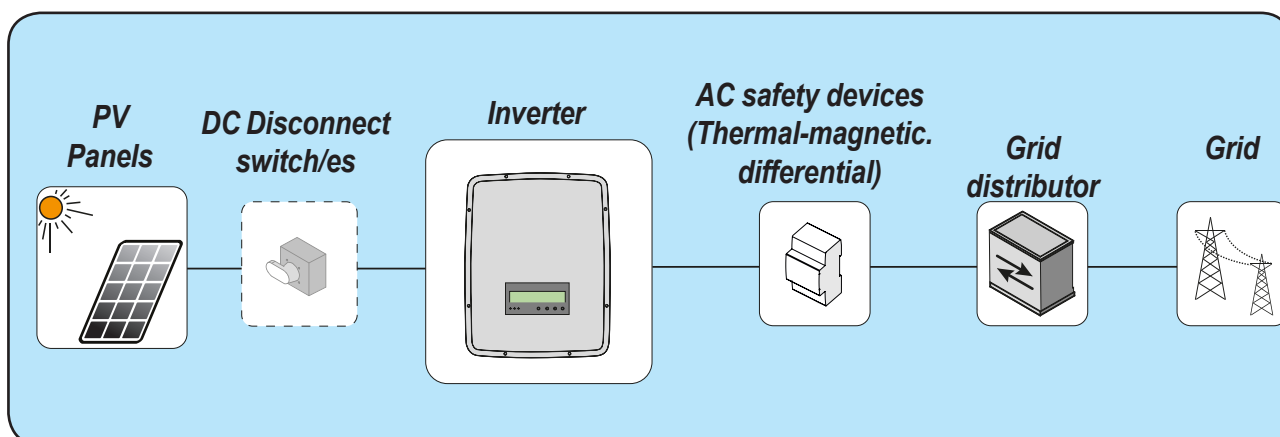 PV
Panels
DC Disconnect
switch/es
Inverter
AC safety devices
(Thermal-magnetic.
differential)
Grid
distributor
Grid